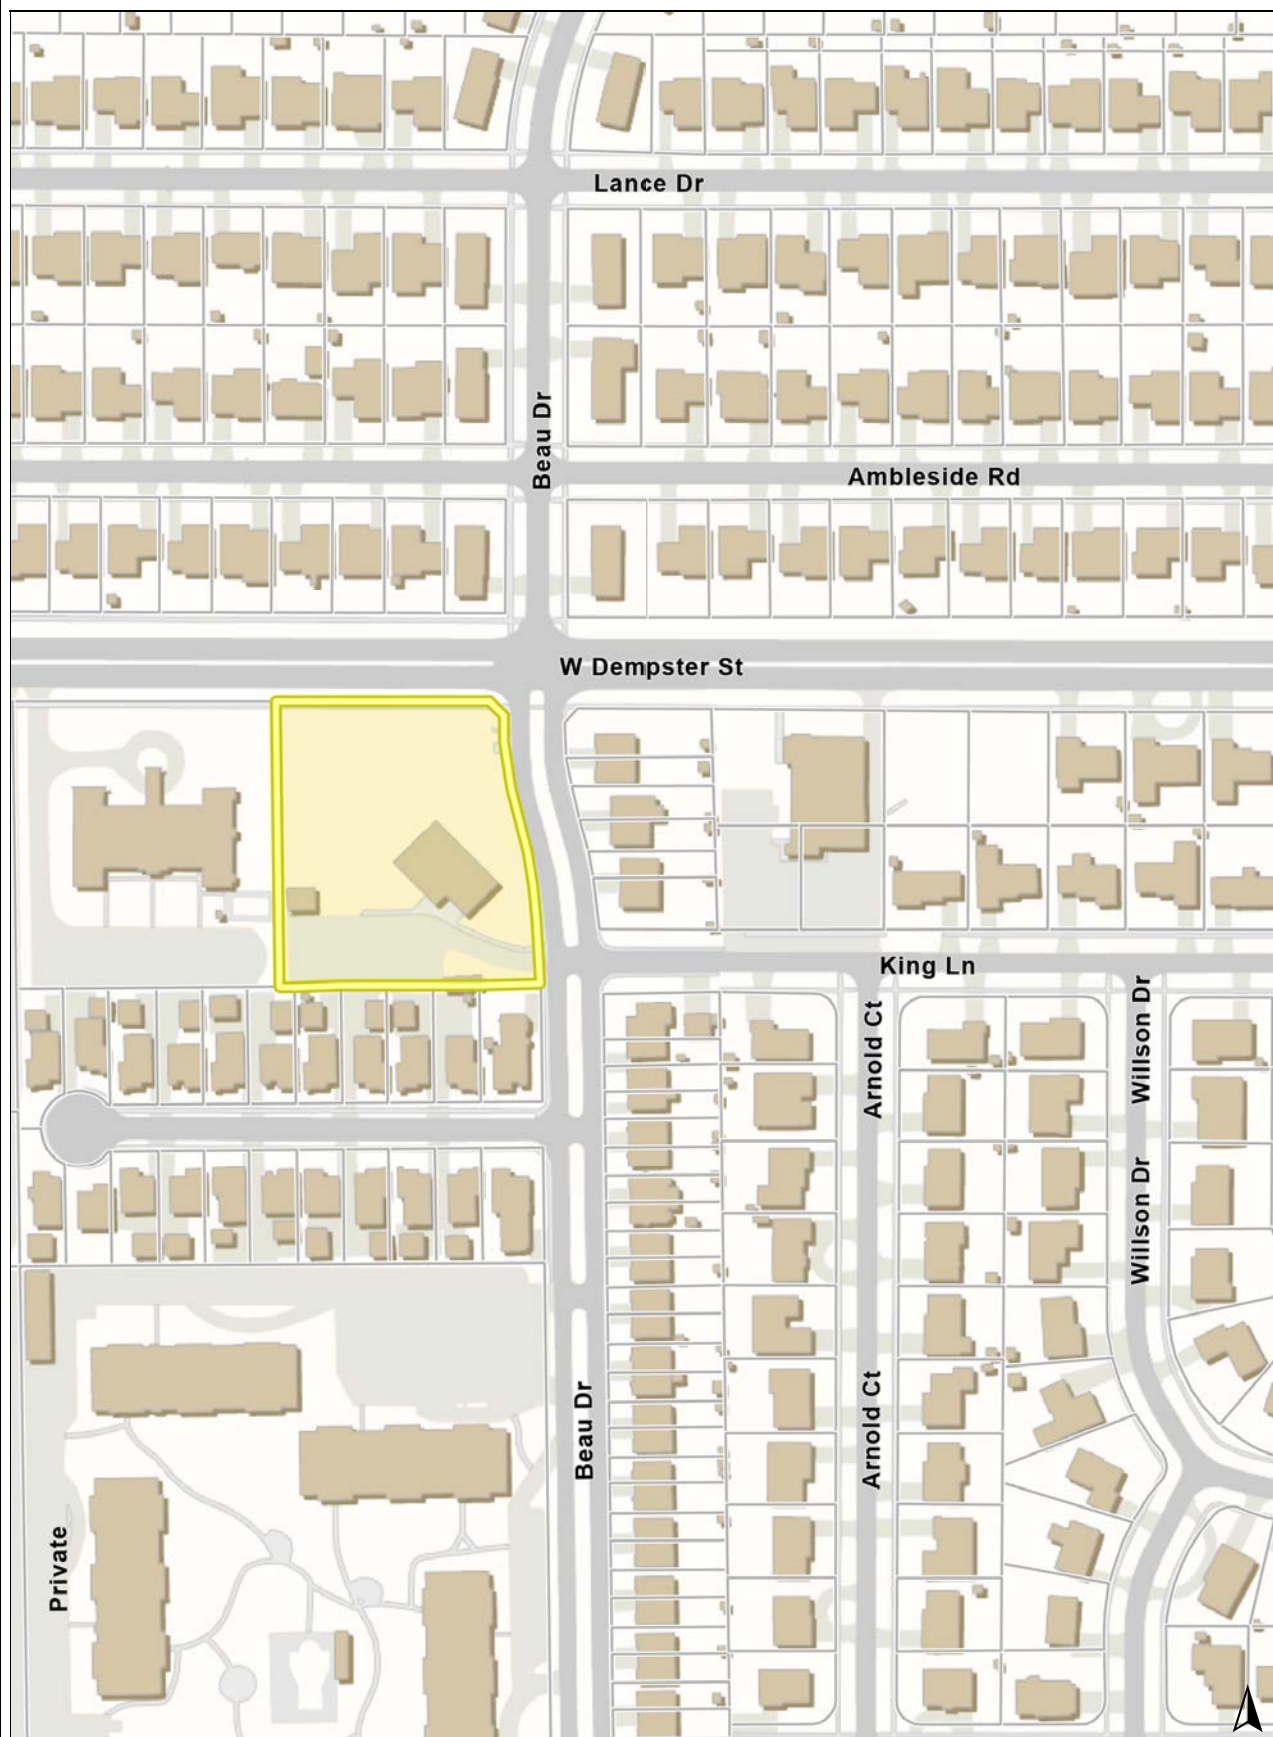 Lance Dr
Beau Dr
Ambleside Rd
W Dempster St
King Ln
Arnold Ct
Willson Dr
Willson Dr
Beau Dr
Arnold Ct
Private